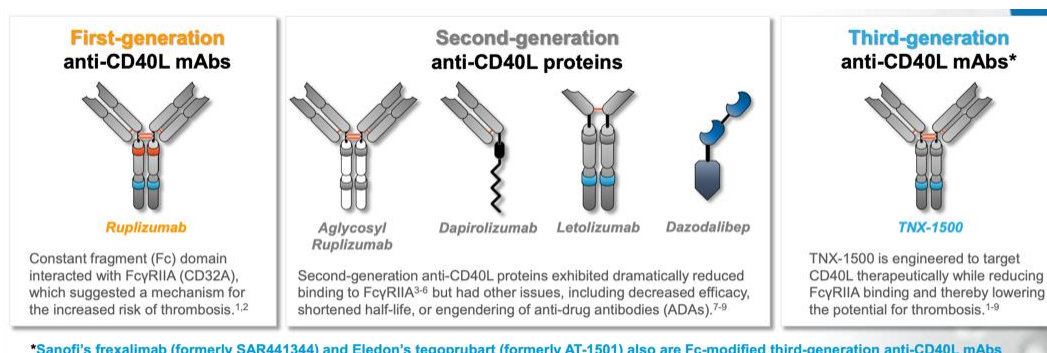 First-generation
anti-CD40L mAbs
Ruplizumab
Constant fragment (Fc) domain
interacted with FcγRIIA (CD32A),
which suggested a mechanism for
the increased risk of thrombosis.1,2
Second-generation
anti-CD40L proteins
Aglycosyl
Ruplizumab
Dapirolizumab
Letolizumab
Dazodalibep
Second-generation anti-CD40L proteins exhibited dramatically reduced
binding to FcγRIIA3-6 but had other issues, including decreased efficacy,
shortened half-life, or engendering of anti-drug antibodies (ADAs).7-9
Third-generation
anti-CD40L mAbs*
TNX-1500
TNX-1500 is engineered to target
CD40L therapeutically while reducing
FcγRIIA binding and thereby lowering
the potential for thrombosis.1-9
*Sanofi's frexalimab (formerly SAR441344) and Eledon's tegoprubart (formerly AT-1501) also are Fc-modified third-generation anti-CD40L mAbs